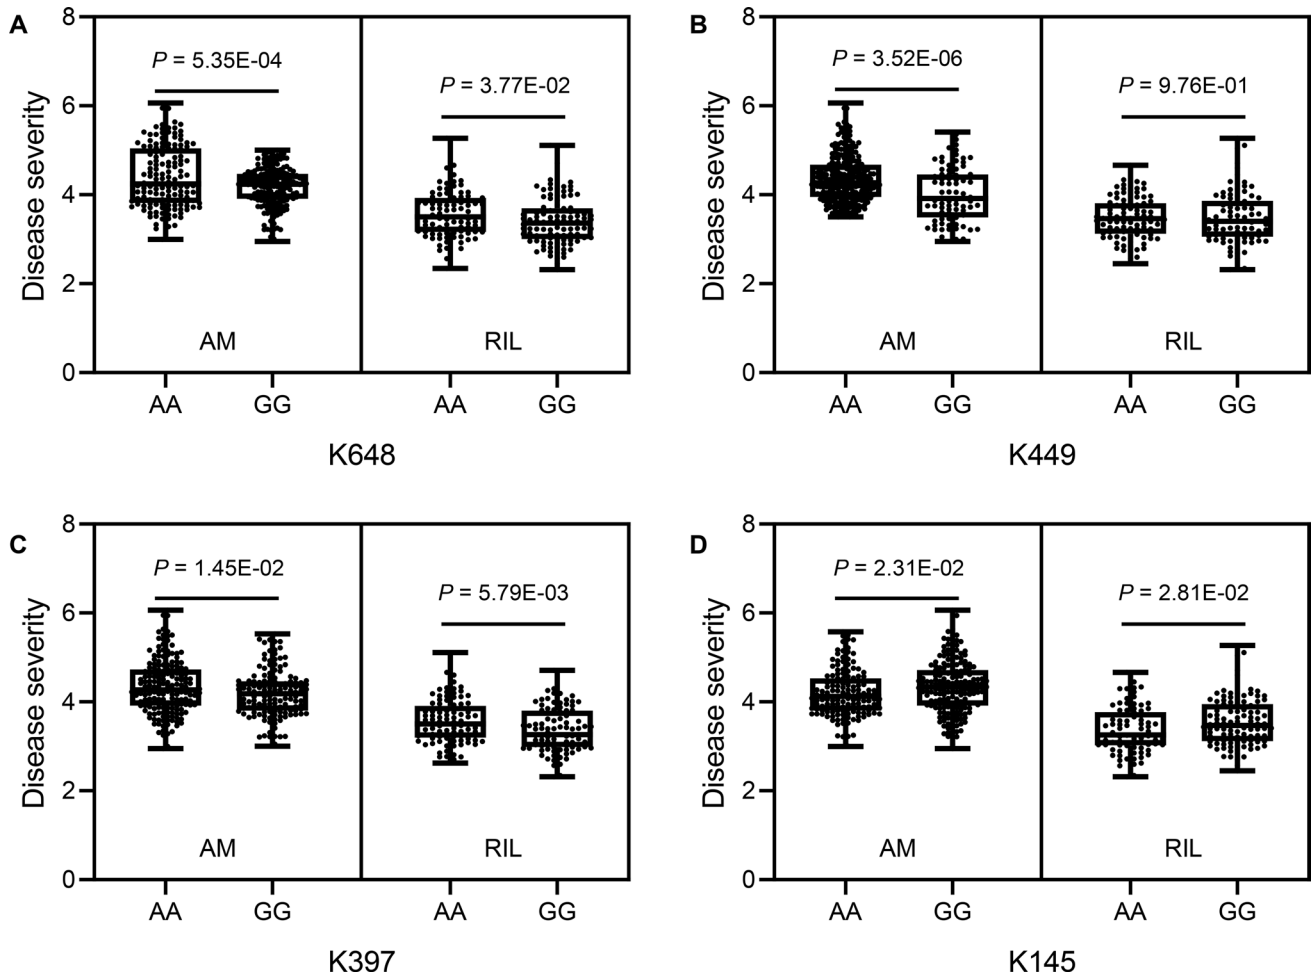 A
8
6
4
2
0
Disease severity
P = 5.35E-04
P = 3.77E-02
AM
RIL
AA
GG
AA
GG
K648
B
8
6
4
2
0
Disease severity
P = 3.52E-06
P = 9.76E-01
AM
RIL
AA
GG
AA
GG
K449
C
8
6
4
2
0
Disease severity
P = 1.45E-02
P = 5.79E-03
AM
RIL
AA
GG
AA
GG
K397
D
8
6
4
2
0
Disease severity
P = 2.31E-02
P = 2.81E-02
AM
RIL
AA
GG
AA
GG
K145